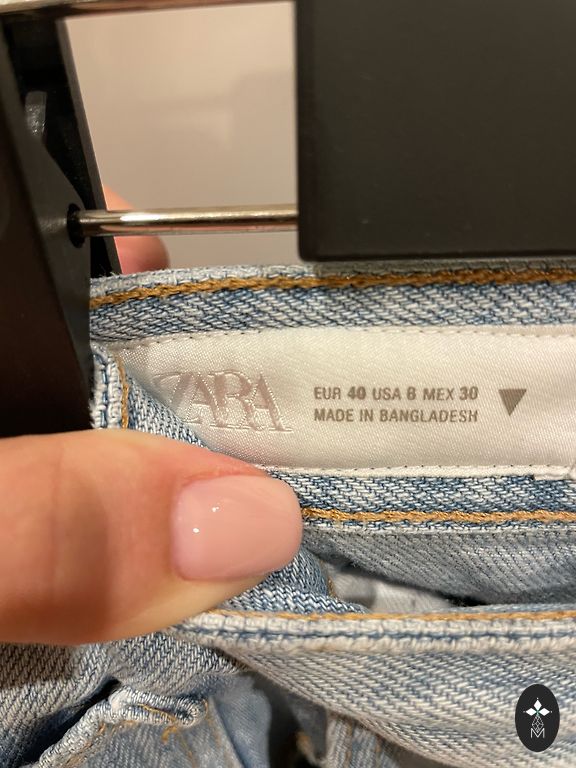 ZARA
EUR 40 USA 8 MEX 30
MADE IN BANGLADESH
M